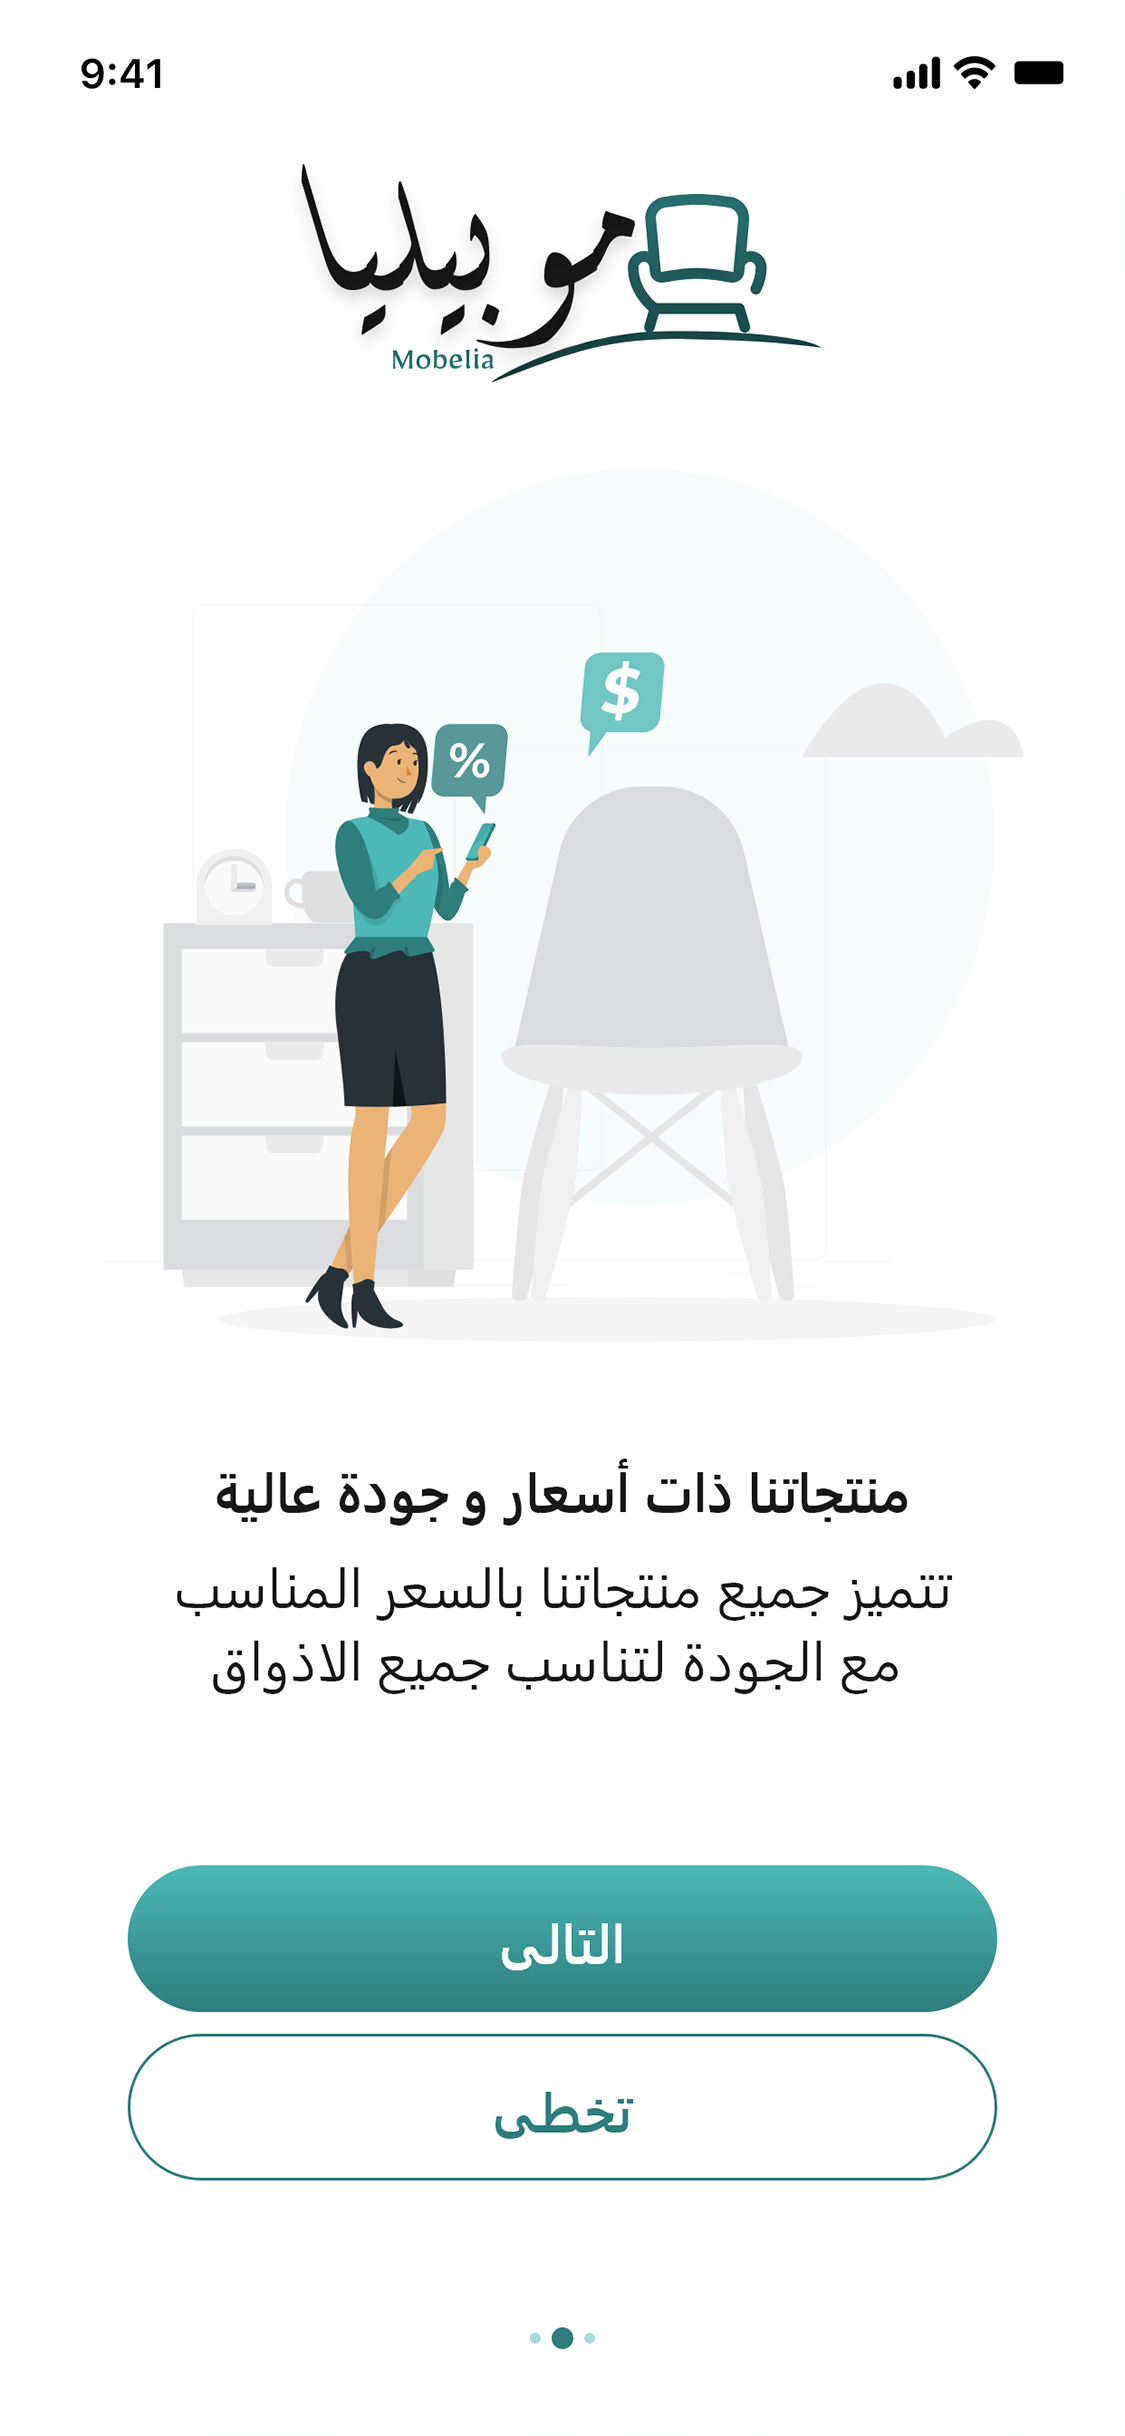 9:41
موبيليا
Mobelia
$
%
منتجاتنا ذات أسعار و جودة عالية
تتميز جميع منتجاتنا بالسعر المناسب
مع الجودة لتناسب جميع الاذواق
التالى
تخطى